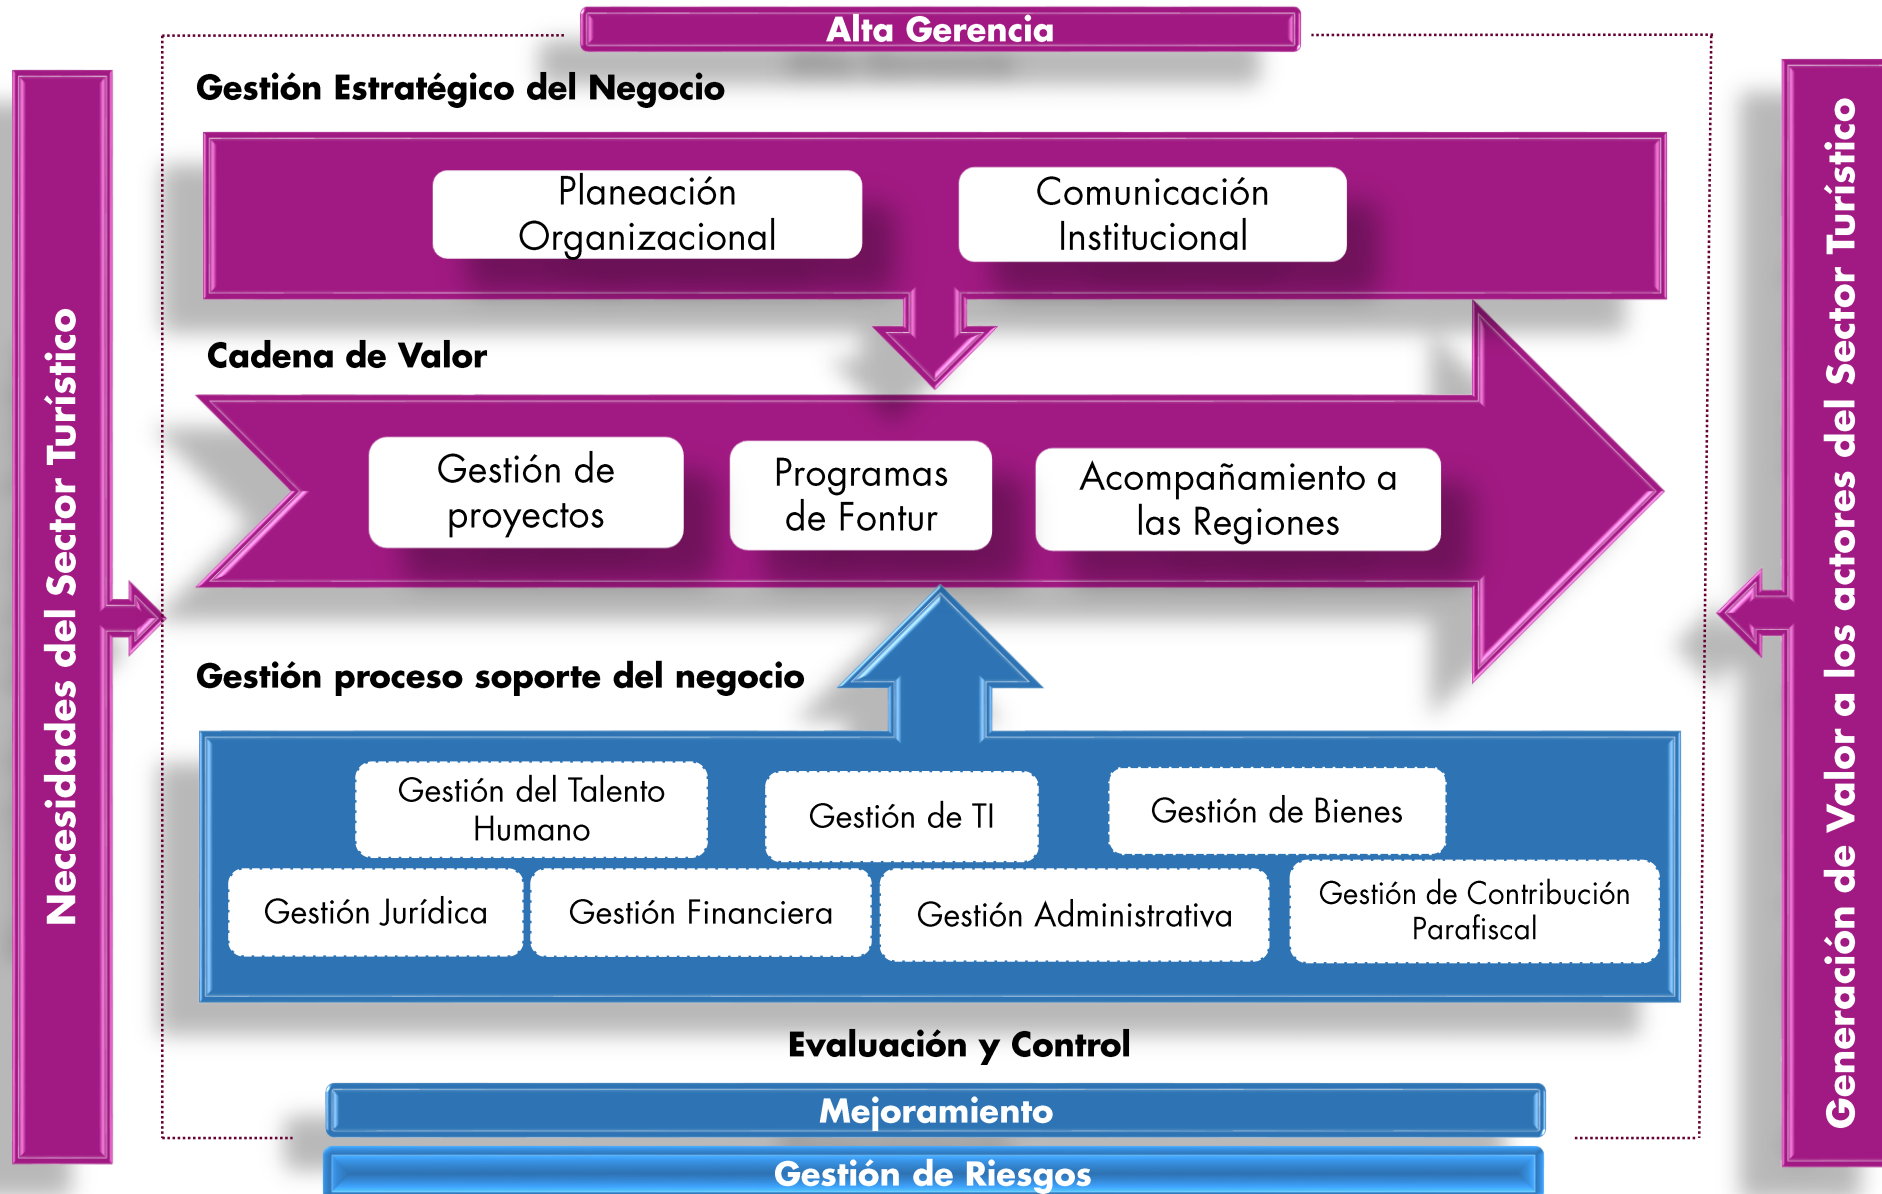 Alta Gerencia
Gestión Estratégico del Negocio
Planeación
Organizacional
Comunicación
Institucional
Cadena de Valor
Gestión de
proyectos
Programas
de Fontur
Acompañamiento a
las Regiones
Gestión proceso soporte del negocio
Gestión del Talento
Humano
Gestión de TI
Gestión de Bienes
Gestión Jurídica
Gestión Financiera
Gestión Administrativa
Gestión de Contribución
Parafiscal
Evaluación y Control
Mejoramiento
Gestión de Riesgos
Necesidades del Sector Turístico
Generación de Valor a los actores del Sector Turístico